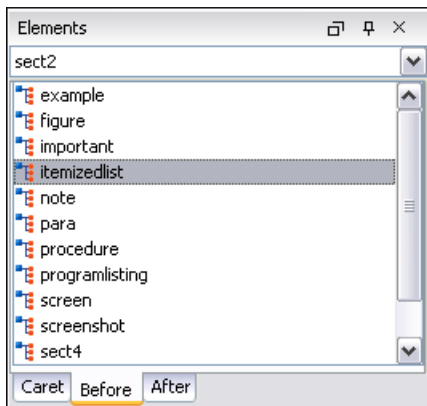 Elements
sect2
example
figure
important
itemizedlist
note
para
procedure
programlisting
screen
screenshot
sect4
Caret Before After